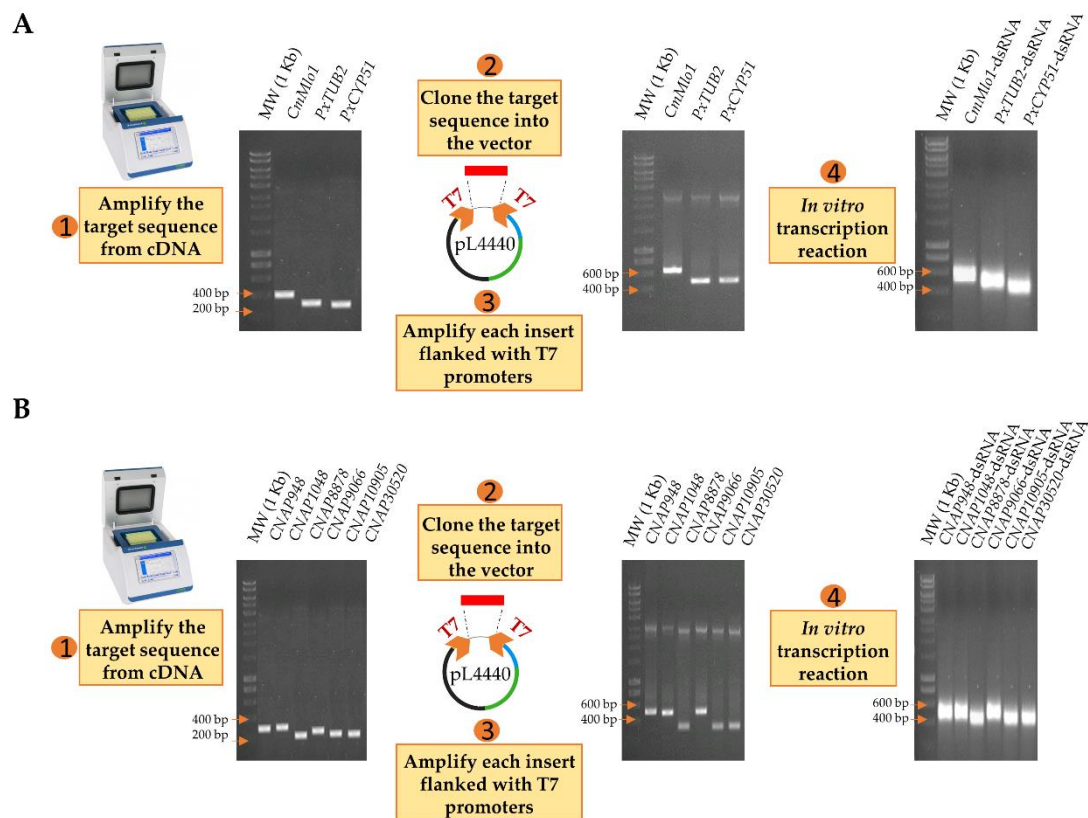 A
1
Amplify the
target sequence
from cDNA
MW (1 Kb)
CmMlo1
PxTUB2
PxCYP51
400 bp
200 bp
2
Clone the target
sequence into
the vector
T7
T7
pL4440
3
Amplify each insert
flanked with T7
promoters
MW (1 Kb)
CmMlo1
PxTUB2
PxCYP51
600 bp
400 bp
4
In vitro
transcription
reaction
MW (1 Kb)
CmMlo1-dsRNA
PxTUB2-dsRNA
PxCYP51-dsRNA
600 bp
400 bp
B
1
Amplify the
target sequence
from cDNA
MW (1 Kb)
CNAP948
CNAP1048
CNAP8878
CNAP9066
CNAP10905
CNAP30520
400 bp
200 bp
2
Clone the target
sequence into
the vector
T7
T7
pL4440
3
Amplify each insert
flanked with T7
promoters
MW (1 Kb)
CNAP948
CNAP1048
CNAP8878
CNAP9066
CNAP10905
CNAP30520
600 bp
400 bp
4
In vitro
transcription
reaction
MW (1 Kb)
CNAP948-dsRNA
CNAP1048-dsRNA
CNAP8878-dsRNA
CNAP9066-dsRNA
CNAP10905-dsRNA
CNAP30520-dsRNA
600 bp
400 bp